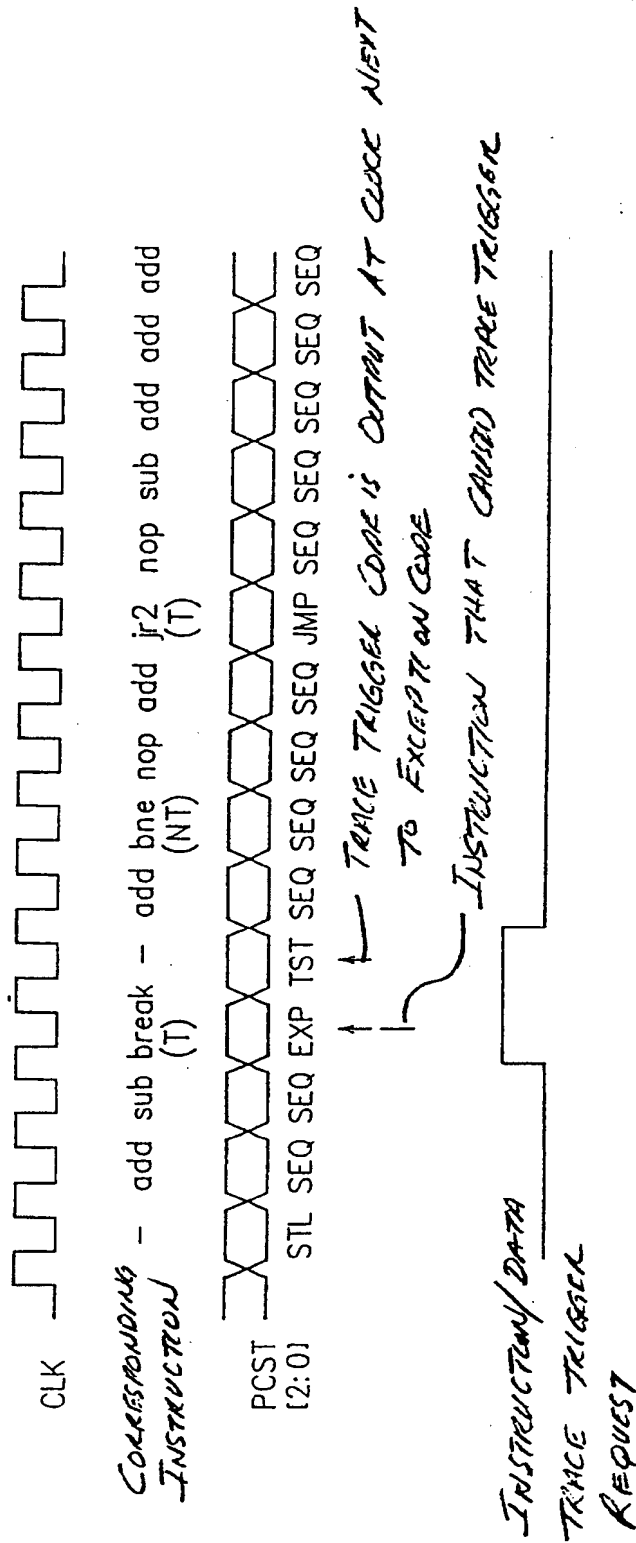 CLK
CORRESPONDING
INSTRUCTION
– add sub break – add bne nop add jr2 nop sub add add add
(T) (NT) (T)
PCST
[2:0]
STL SEQ SEQ EXP TST SEQ SEQ SEQ SEQ JMP SEQ SEQ SEQ SEQ
TRACE TRIGGER CODE IS OUTPUT AT CLOCK NEXT
TO EXCEPTION CODE
INSTRUCTION THAT CAUSED TRACE TRIGGER
INSTRUCTION/DATA
TRACE TRIGGER
REQUEST